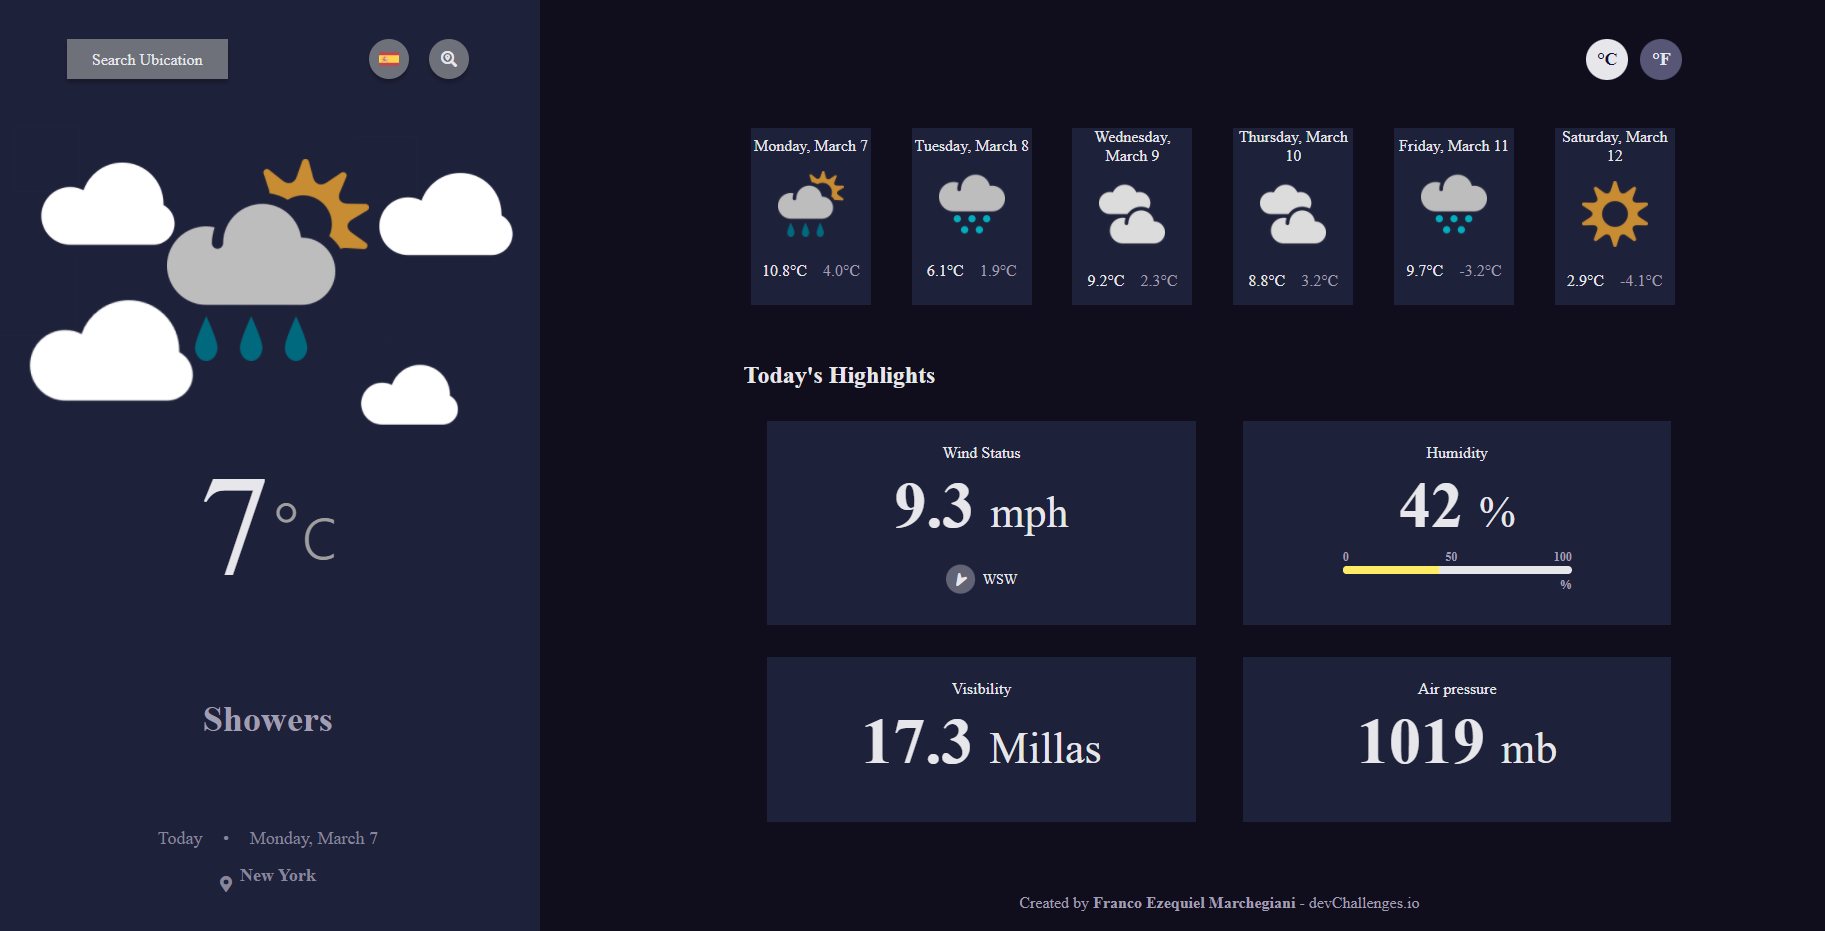 Search Ubication
7°C
Showers
Today • Monday, March 7
New York
°C °F
Monday, March 7
10.8°C 4.0°C
Tuesday, March 8
6.1°C 1.9°C
Wednesday,
March 9
9.2°C 2.3°C
Thursday, March
10
8.8°C 3.2°C
Friday, March 11
9.7°C -3.2°C
Saturday, March
12
2.9°C -4.1°C
Today's Highlights
Wind Status
9.3 mph
WSW
Humidity
42 %
0 50 100
%
Visibility
17.3 Millas
Air pressure
1019 mb
Created by Franco Ezequiel Marchegiani - devChallenges.io